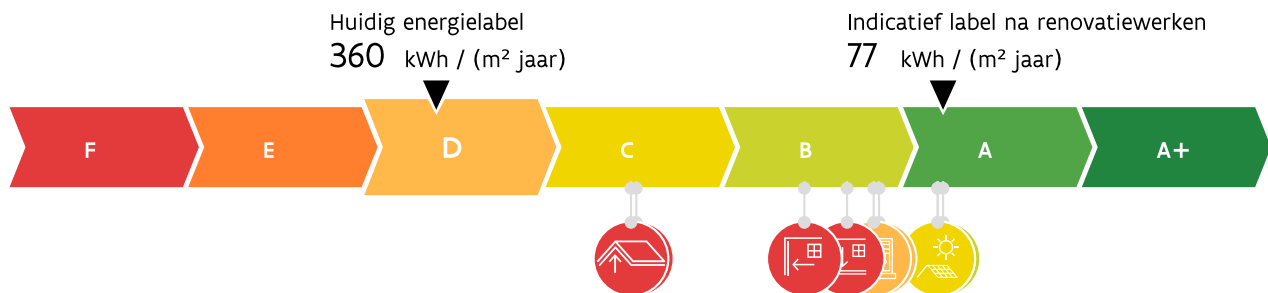 Huidig energielabel
360 kWh / (m² jaar)
Indicatief label na renovatiewerken
77 kWh / (m² jaar)
F E D C B A A+